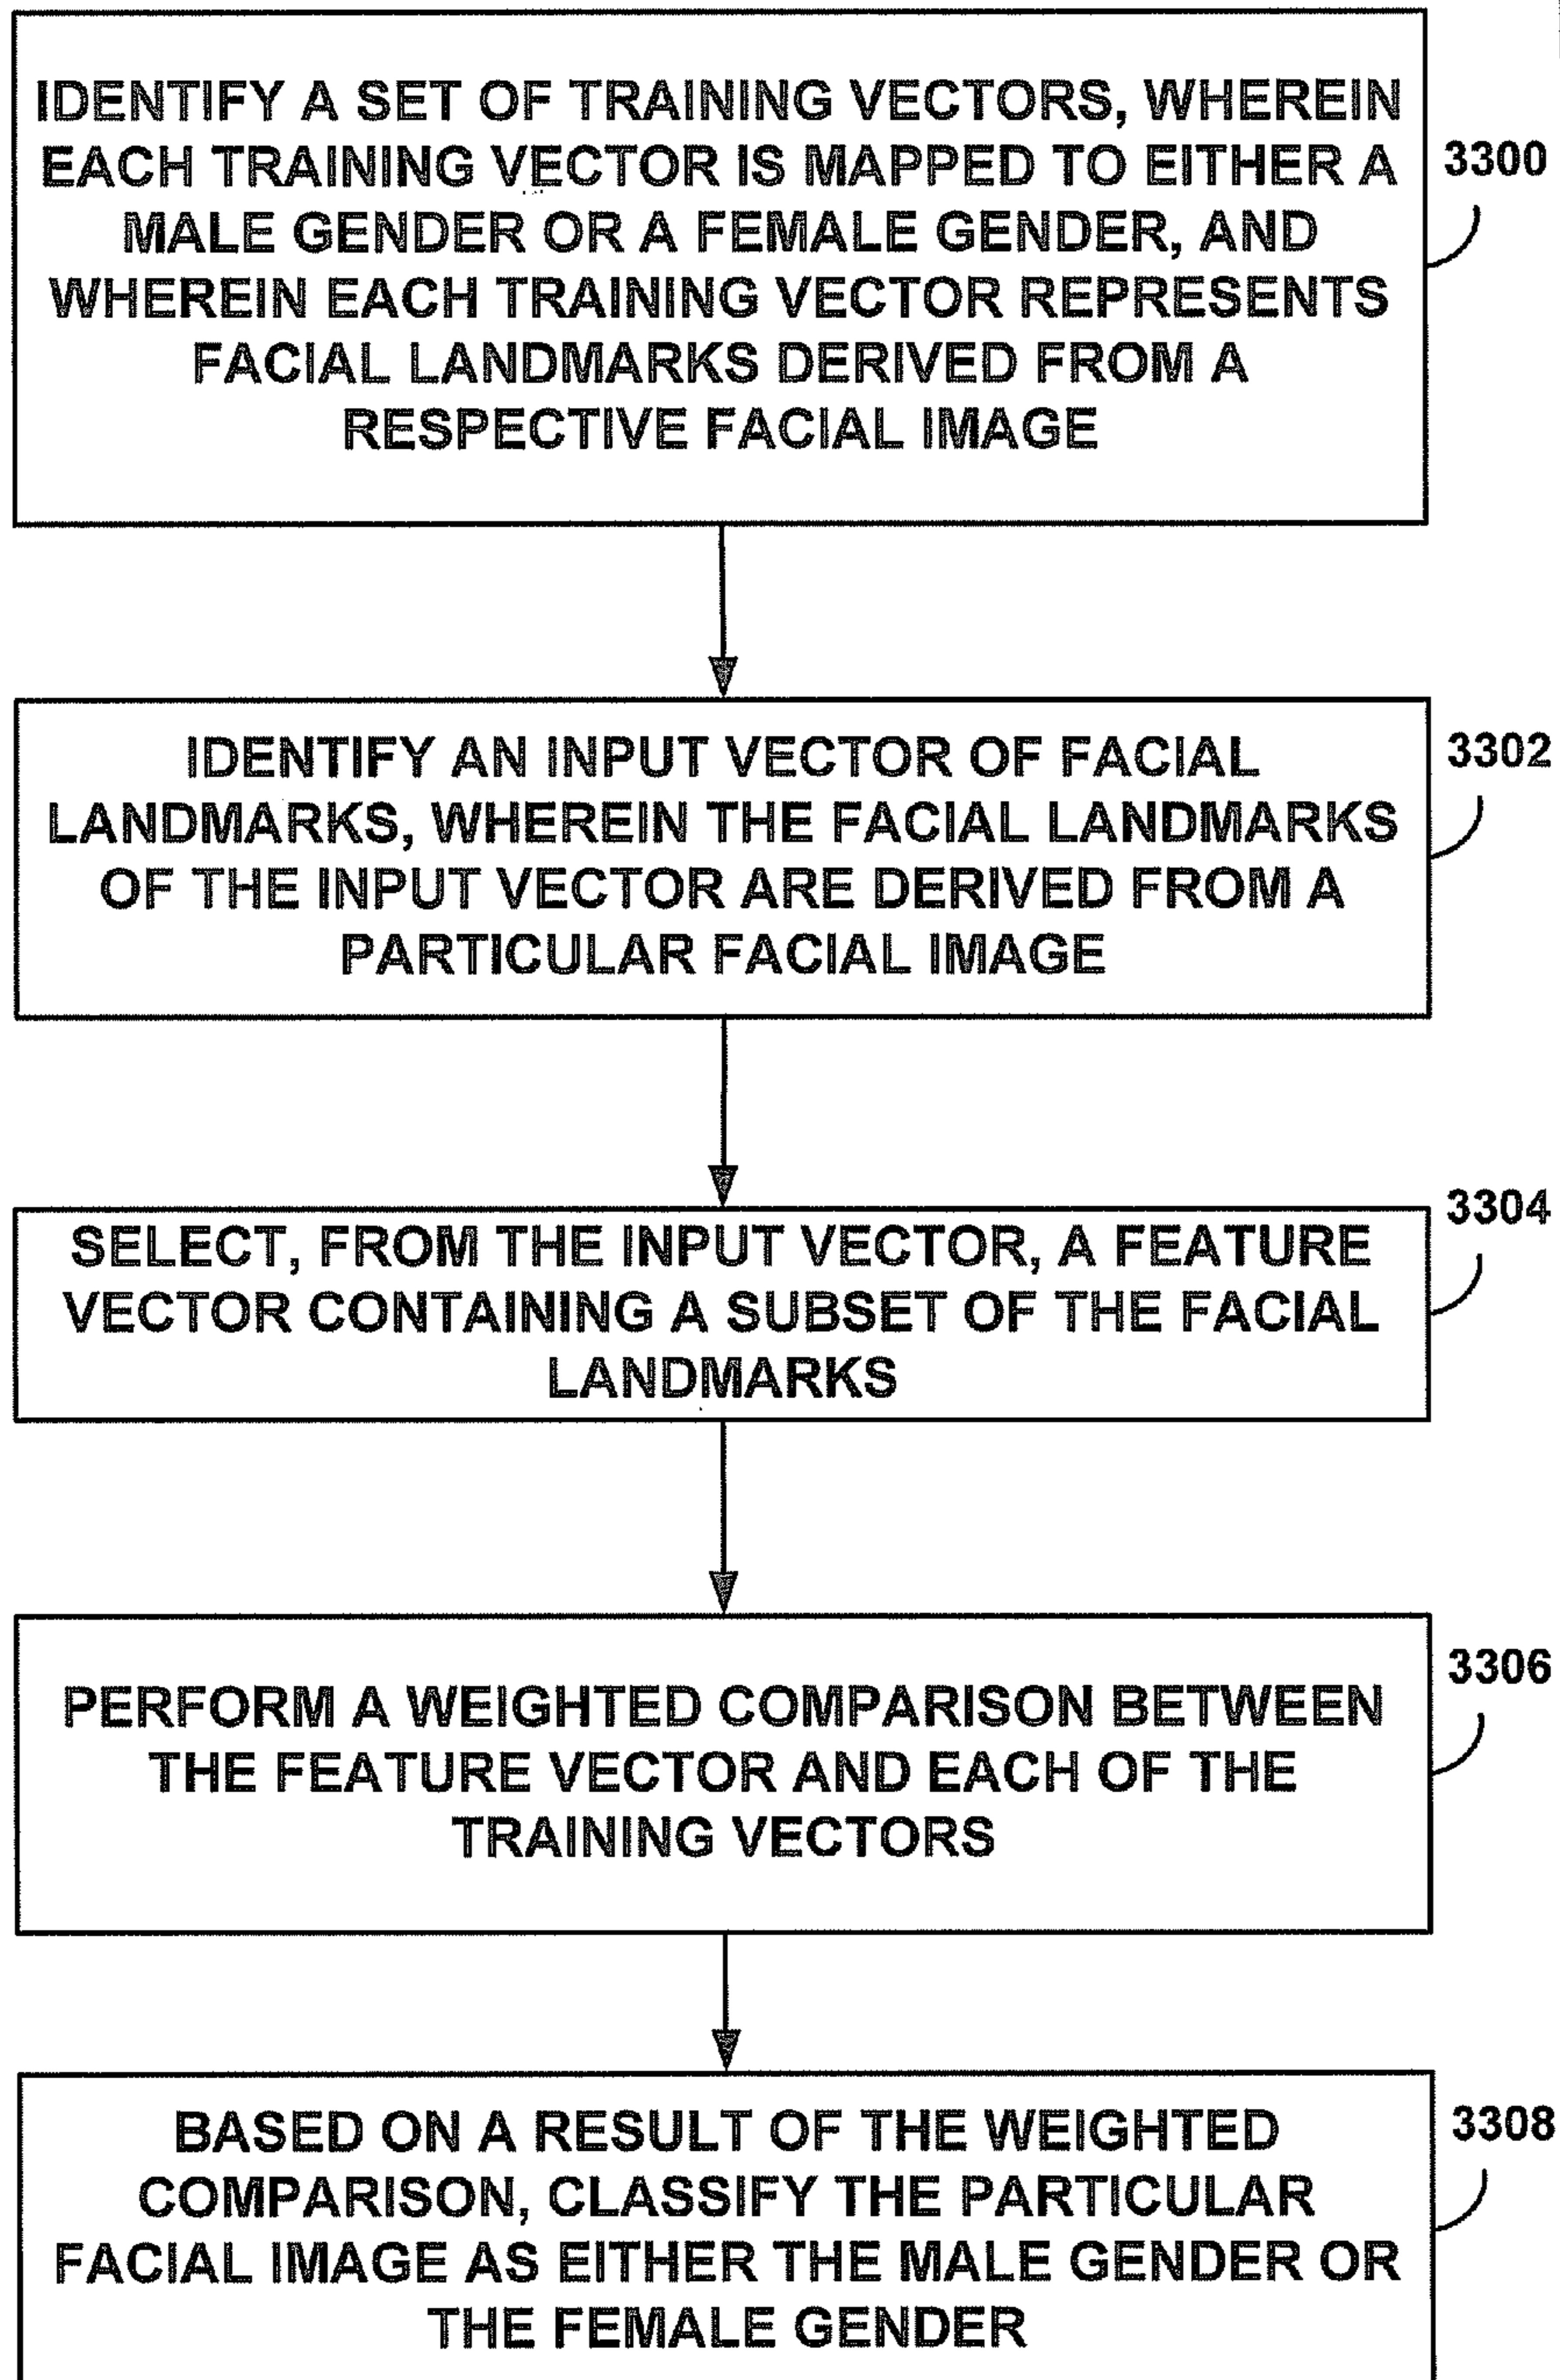 IDENTIFY A SET OF TRAINING VECTORS, WHEREIN
EACH TRAINING VECTOR IS MAPPED TO EITHER A
MALE GENDER OR A FEMALE GENDER, AND
WHEREIN EACH TRAINING VECTOR REPRESENTS
FACIAL LANDMARKS DERIVED FROM A
RESPECTIVE FACIAL IMAGE
3300
IDENTIFY AN INPUT VECTOR OF FACIAL
LANDMARKS, WHEREIN THE FACIAL LANDMARKS
OF THE INPUT VECTOR ARE DERIVED FROM A
PARTICULAR FACIAL IMAGE
3302
SELECT, FROM THE INPUT VECTOR, A FEATURE
VECTOR CONTAINING A SUBSET OF THE FACIAL
LANDMARKS
3304
PERFORM A WEIGHTED COMPARISON BETWEEN
THE FEATURE VECTOR AND EACH OF THE
TRAINING VECTORS
3306
BASED ON A RESULT OF THE WEIGHTED
COMPARISON, CLASSIFY THE PARTICULAR
FACIAL IMAGE AS EITHER THE MALE GENDER OR
THE FEMALE GENDER
3308